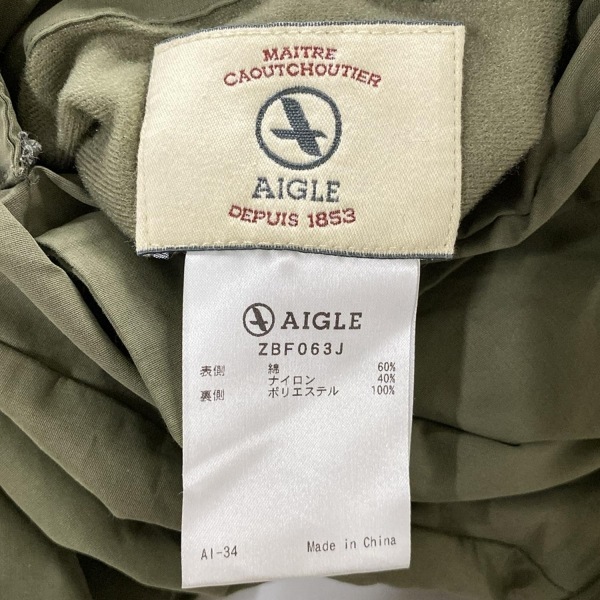 MAITRE
CAOUTCHOUTIER
AIGLE
DEPUIS 1853
AIGLE
ZBF063J
表側 綿 60%
ナイロン 40%
裏側 ポリエステル 100%
AI-34 Made in China